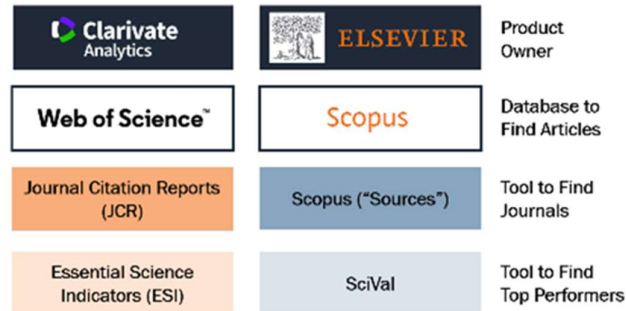 Clarivate
Analytics
ELSEVIER
Product
Owner
Web of Science™
Scopus
Database to
Find Articles
Journal Citation Reports
(JCR)
Scopus (“Sources”)
Tool to Find
Journals
Essential Science
Indicators (ESI)
SciVal
Tool to Find
Top Performers